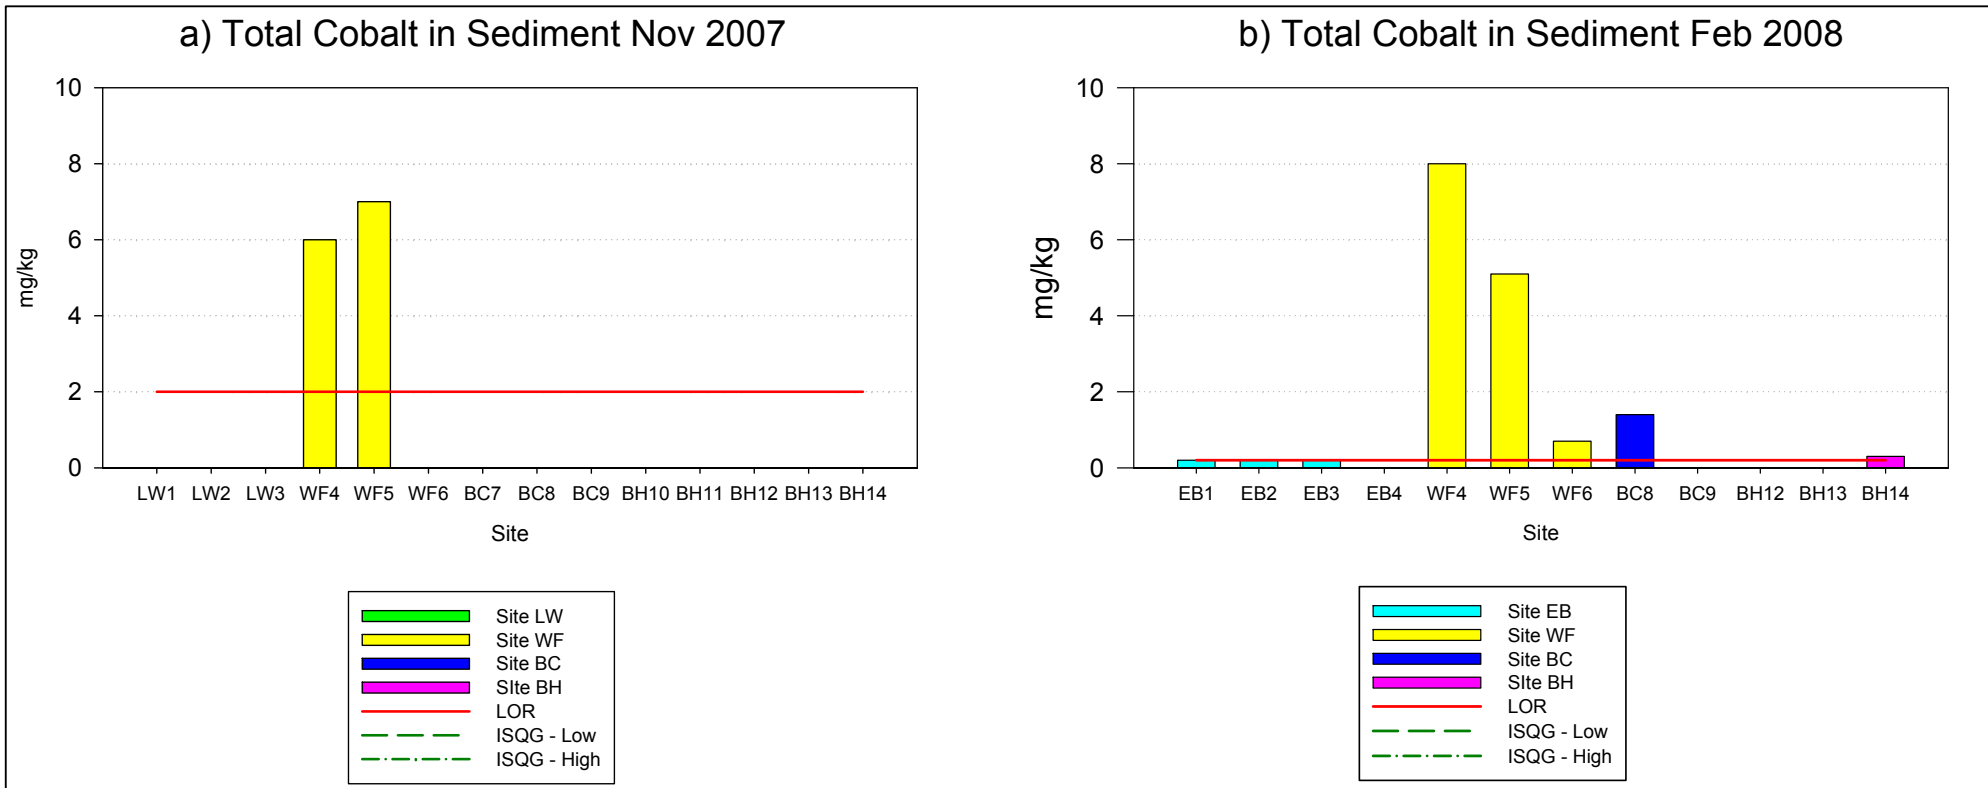 a) Total Cobalt in Sediment Nov 2007
10
8
6
4
2
0
mg/kg
LW1 LW2 LW3 WF4 WF5 WF6 BC7 BC8 BC9 BH10 BH11 BH12 BH13 BH14
Site
Site LW
Site WF
Site BC
SIte BH
LOR
ISQG - Low
ISQG - High
b) Total Cobalt in Sediment Feb 2008
10
8
6
4
2
0
mg/kg
EB1 EB2 EB3 EB4 WF4 WF5 WF6 BC8 BC9 BH12 BH13 BH14
Site
Site EB
Site WF
Site BC
SIte BH
LOR
ISQG - Low
ISQG - High